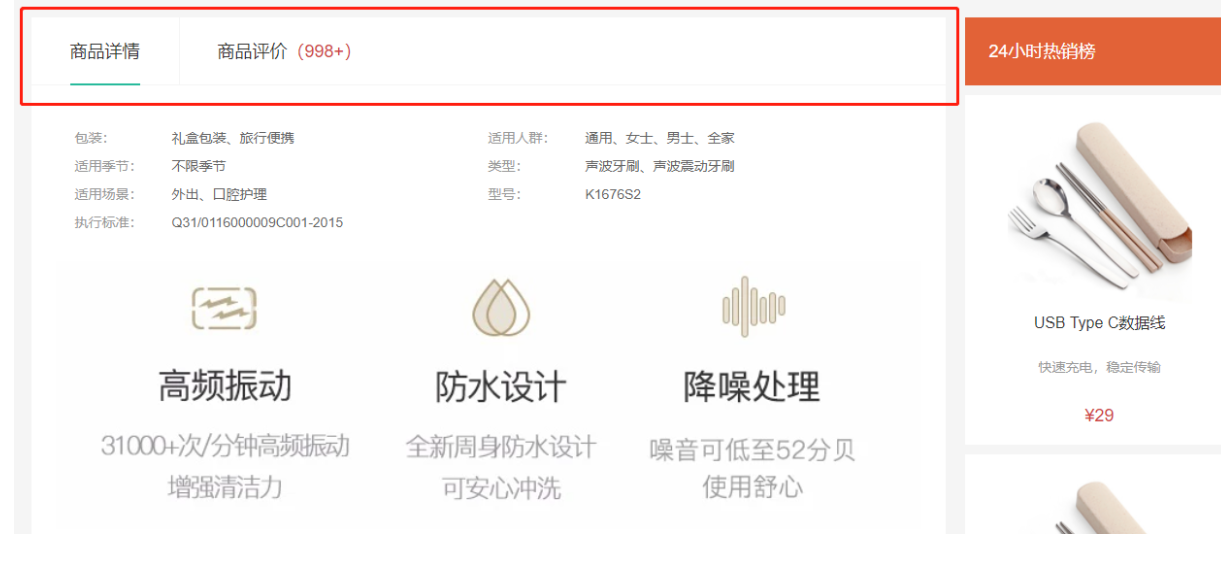 商品详情 商品评价（998+）
24小时热销榜
包装： 礼盒包装、旅行便携 适用人群： 通用、女士、男士、全家
适用季节： 不限季节 类型： 声波牙刷、声波震动牙刷
适用场景： 外出、口腔护理 型号： K1676S2
执行标准： Q31/0116000009C001-2015
高频振动
31000+次/分钟高频振动
增强清洁力
防水设计
全新周身防水设计
可安心冲洗
降噪处理
噪音可低至52分贝
使用舒心
USB Type C数据线
快速充电，稳定传输
¥29